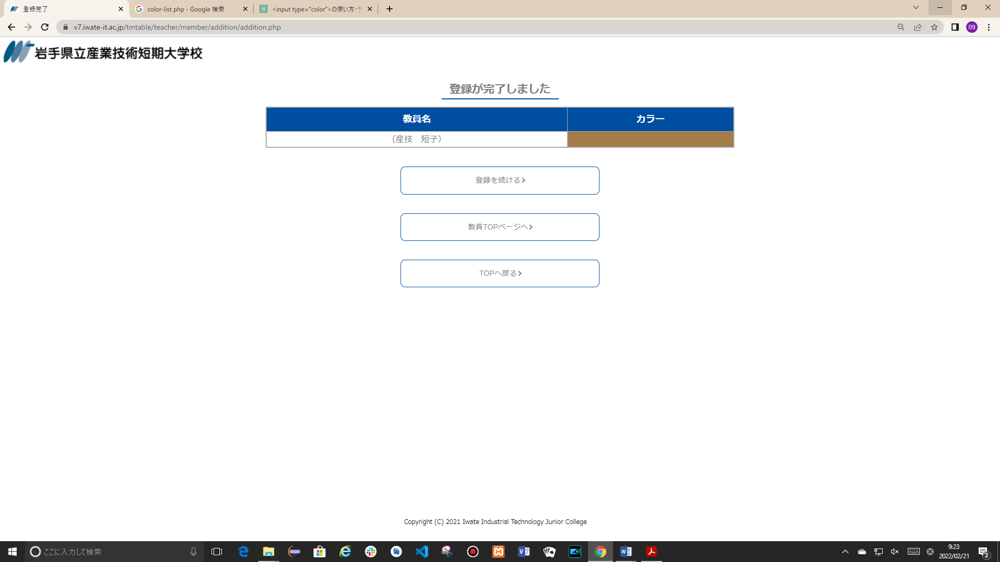 登録完了
color-list php - Google 検索
<input type="color">の使い方･サ
v7.iwate-it.ac.jp/tmtable/teacher/member/addition/addition.php
09
岩手県立産業技術短期大学校
登録が完了しました
教員名 カラー
（産技　短子）
登録を続ける
教員TOPページへ
TOPへ戻る
Copyright (C) 2021 Iwate Industrial Technology Junior College
ここに入力して検索
9:23
2022/02/21
2